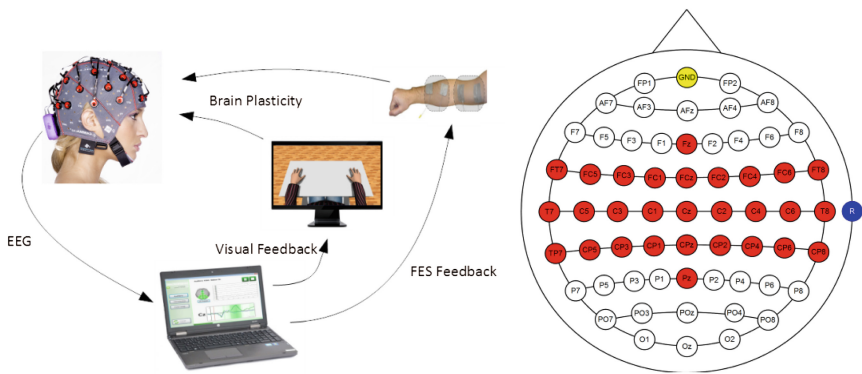 Brain Plasticity
EEG
Visual Feedback
FES Feedback
FP1 GND FP2
AF7 AF3 AFz AF4 AF8
F7 F5 F3 F1 Fz F2 F4 F6 F8
FT7 FC5 FC3 FC1 FCz FC2 FC4 FC6 FT8
T7 C5 C3 C1 Cz C2 C4 C6 T8 R
TP7 CP5 CP3 CP1 CPz CP2 CP4 CP6
P7 P5 P3 P1 Pz P2 P4 P6 P8
PO7 PO3 POz PO4 PO8
O1 Oz O2